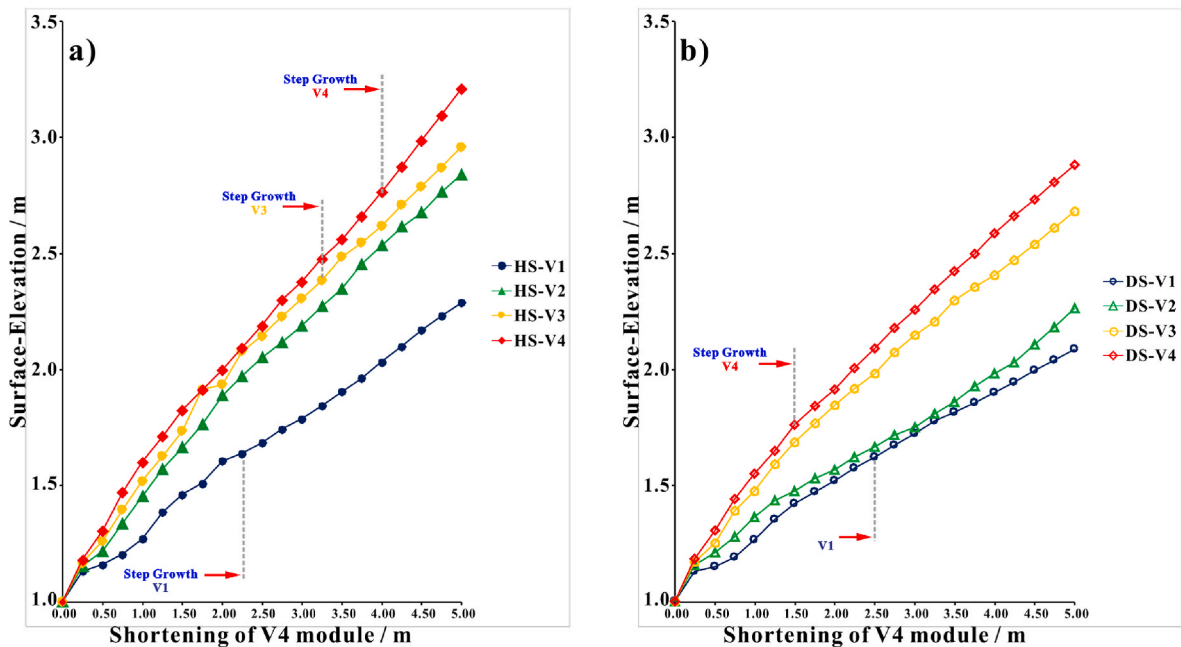 a)
3.5
3.0
2.5
2.0
1.5
1.0
Surface-Elevation / m
Step Growth
V4
Step Growth
V3
Step Growth
V1
HS-V1
HS-V2
HS-V3
HS-V4
0.00 0.50 1.00 1.50 2.00 2.50 3.00 3.50 4.00 4.50 5.00
Shortening of V4 module / m
b)
3.5
3.0
2.5
2.0
1.5
1.0
Surface-Elevation / m
Step Growth
V4
V1
DS-V1
DS-V2
DS-V3
DS-V4
0.00 0.50 1.00 1.50 2.00 2.50 3.00 3.50 4.00 4.50 5.00
Shortening of V4 module / m